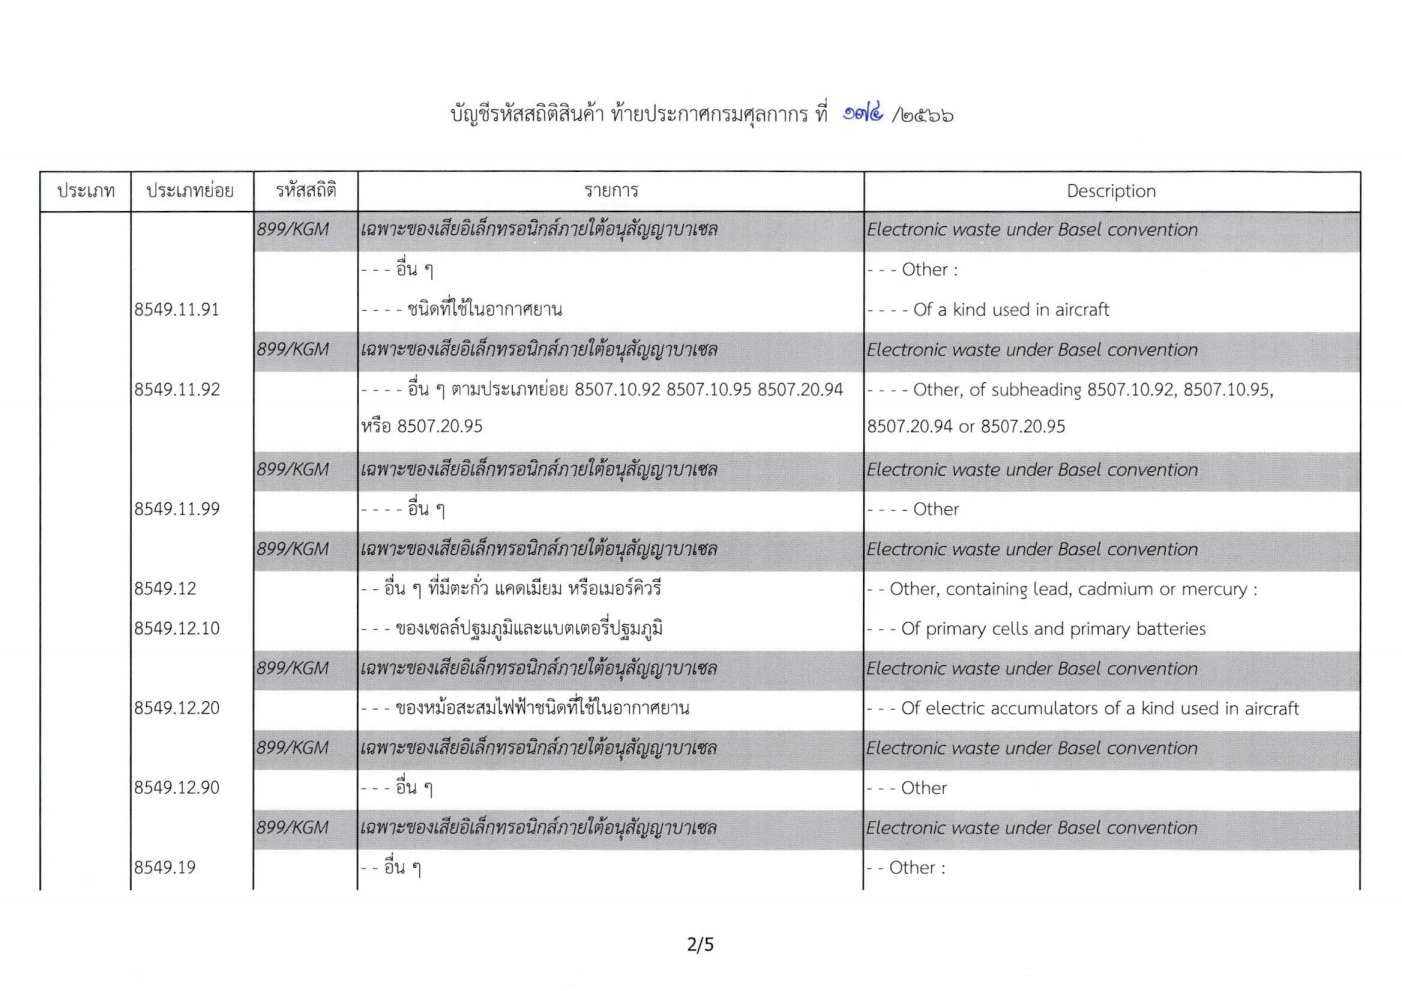 บัญชีรหัสสถิติสินค้า ท้ายประกาศกรมศุลกากร ที่ ๑๗๔ /๒๕๖๖
ประเภท ประเภทย่อย รหัสสถิติ รายการ Description
899/KGM เฉพาะของเสียอิเล็กทรอนิกส์ภายใต้อนุสัญญาบาเซล Electronic waste under Basel convention
- - - อื่น ๆ - - - Other :
8549.11.91 - - - - ชนิดที่ใช้ในอากาศยาน - - - - Of a kind used in aircraft
899/KGM เฉพาะของเสียอิเล็กทรอนิกส์ภายใต้อนุสัญญาบาเซล Electronic waste under Basel convention
8549.11.92 - - - - อื่น ๆ ตามประเภทย่อย 8507.10.92 8507.10.95 8507.20.94 - - - - Other, of subheading 8507.10.92, 8507.10.95,
หรือ 8507.20.95 8507.20.94 or 8507.20.95
899/KGM เฉพาะของเสียอิเล็กทรอนิกส์ภายใต้อนุสัญญาบาเซล Electronic waste under Basel convention
8549.11.99 - - - - อื่น ๆ - - - - Other
899/KGM เฉพาะของเสียอิเล็กทรอนิกส์ภายใต้อนุสัญญาบาเซล Electronic waste under Basel convention
8549.12 - - อื่น ๆ ที่มีตะกั่ว แคดเมียม หรือเมอร์คิวรี - - Other, containing lead, cadmium or mercury :
8549.12.10 - - - ของเซลล์ปฐมภูมิและแบตเตอรี่ปฐมภูมิ - - - Of primary cells and primary batteries
899/KGM เฉพาะของเสียอิเล็กทรอนิกส์ภายใต้อนุสัญญาบาเซล Electronic waste under Basel convention
8549.12.20 - - - ของหม้อสะสมไฟฟ้าชนิดที่ใช้ในอากาศยาน - - - Of electric accumulators of a kind used in aircraft
899/KGM เฉพาะของเสียอิเล็กทรอนิกส์ภายใต้อนุสัญญาบาเซล Electronic waste under Basel convention
8549.12.90 - - - อื่น ๆ - - - Other
899/KGM เฉพาะของเสียอิเล็กทรอนิกส์ภายใต้อนุสัญญาบาเซล Electronic waste under Basel convention
8549.19 - - อื่น ๆ - - Other :
2/5